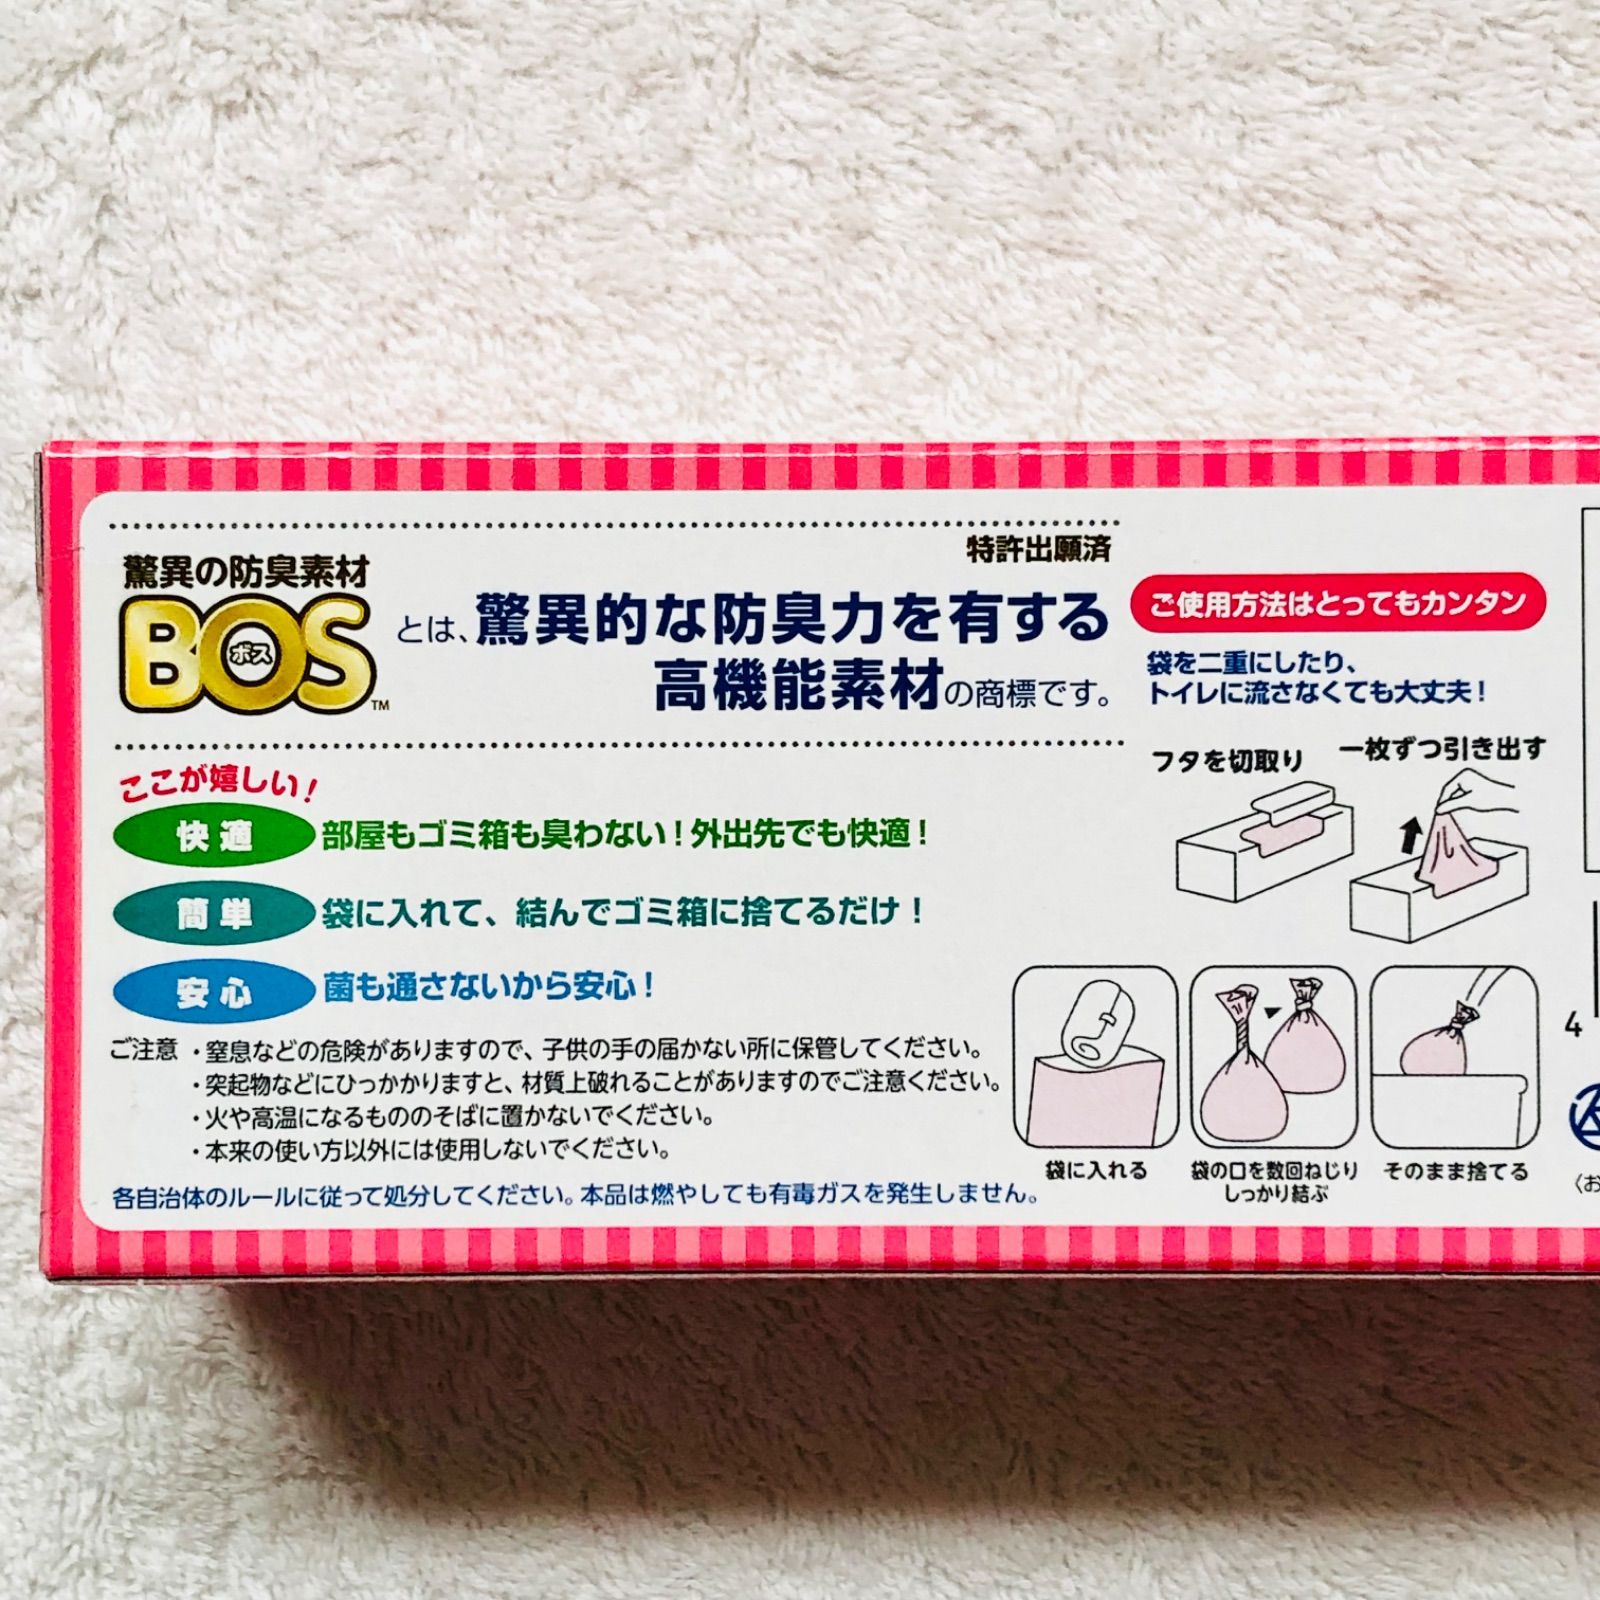 特許出願済
驚異の防臭素材
BOS
ボス
TM
とは、驚異的な防臭力を有する
高機能素材の商標です。
ここが嬉しい!
快適 部屋もゴミ箱も臭わない!外出先でも快適!
簡単 袋に入れて、結んでゴミ箱に捨てるだけ!
安心 菌も通さないから安心!
ご注意 ・窒息などの危険がありますので、子供の手の届かない所に保管してください。
・突起物などにひっかかりますと、材質上破れることがありますのでご注意ください。
・火や高温になるもののそばに置かないでください。
・本来の使い方以外には使用しないでください。
各自治体のルールに従って処分してください。本品は燃やしても有毒ガスを発生しません。
ご使用方法はとってもカンタン
袋を二重にしたり、
トイレに流さなくても大丈夫!
フタを切取り
一枚ずつ引き出す
袋に入れる
袋の口を数回ねじり
しっかり結ぶ
そのまま捨てる
4
〈お